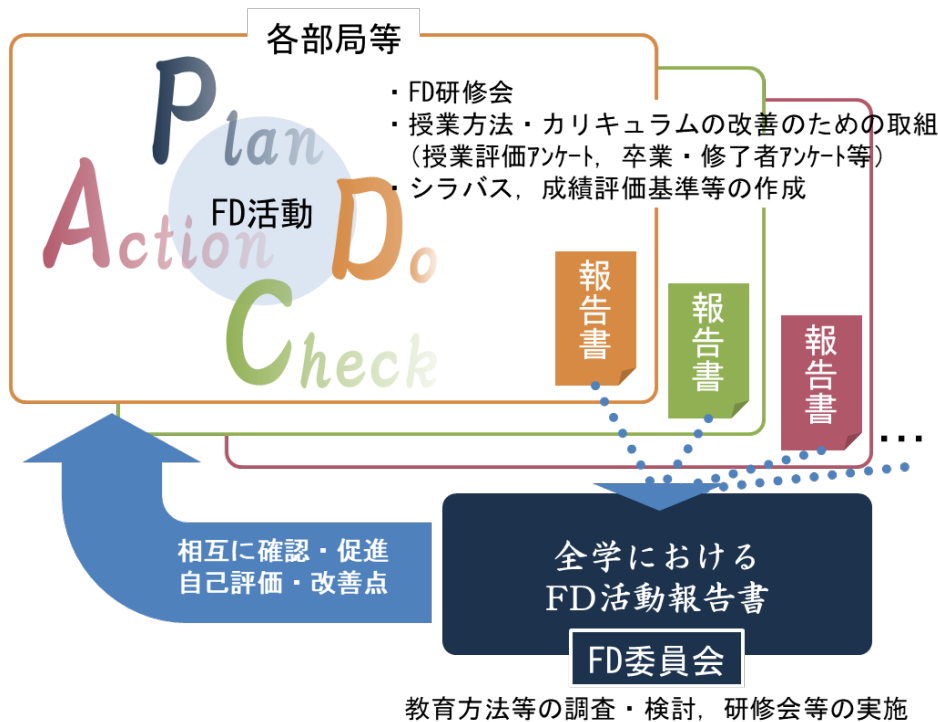 各部局等
Plan
Action
FD活動
Do
Check
・FD研修会
・授業方法・カリキュラムの改善のための取組
（授業評価ｱﾝｹｰﾄ，卒業・修了者ｱﾝｹｰﾄ等）
・シラバス，成績評価基準等の作成
報告書
報告書
報告書
...
相互に確認・促進
自己評価・改善点
全学における
FD活動報告書
FD委員会
教育方法等の調査・検討，研修会等の実施